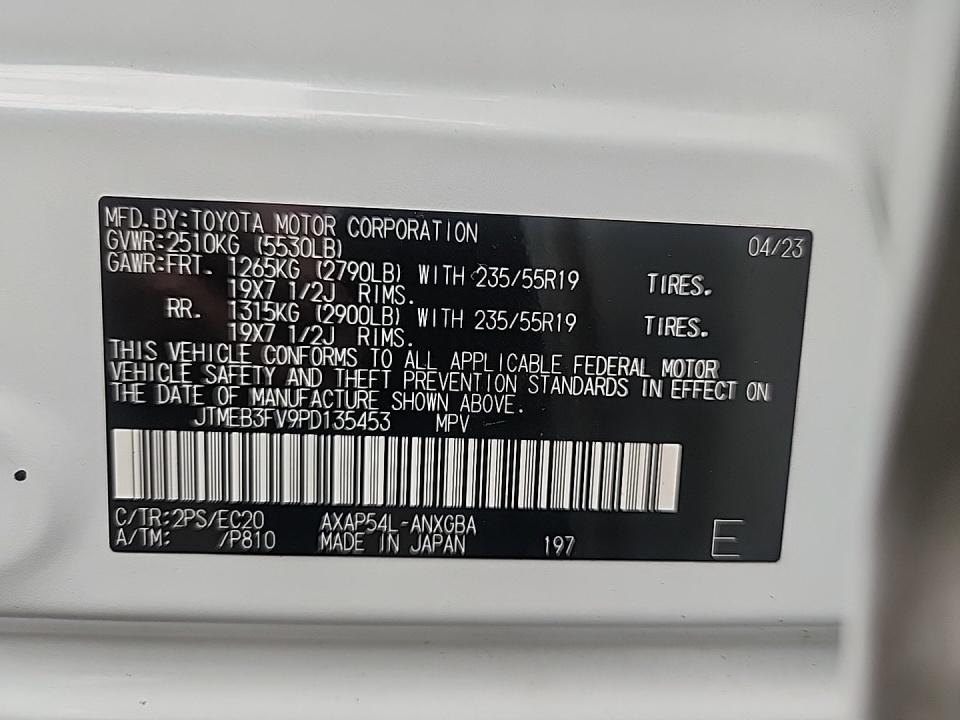 MFD. BY: TOYOTA MOTOR CORPORATION 04/23
GVWR: 2510KG (5530LB)
GAWR: FRT. 1265KG (2790LB) WITH 235/55R19 TIRES.
19X7 1/2J RIMS.
RR. 1315KG (2900LB) WITH 235/55R19 TIRES.
19X7 1/2J RIMS.
THIS VEHICLE CONFORMS TO ALL APPLICABLE FEDERAL MOTOR
VEHICLE SAFETY AND THEFT PREVENTION STANDARDS IN EFFECT ON
THE DATE OF MANUFACTURE SHOWN ABOVE.
JTMEB3FV9PD135453 MPV
C/TR: 2PS/EC20 AXAP54L-ANXGBA
A/TM: /P810 MADE IN JAPAN 197 E